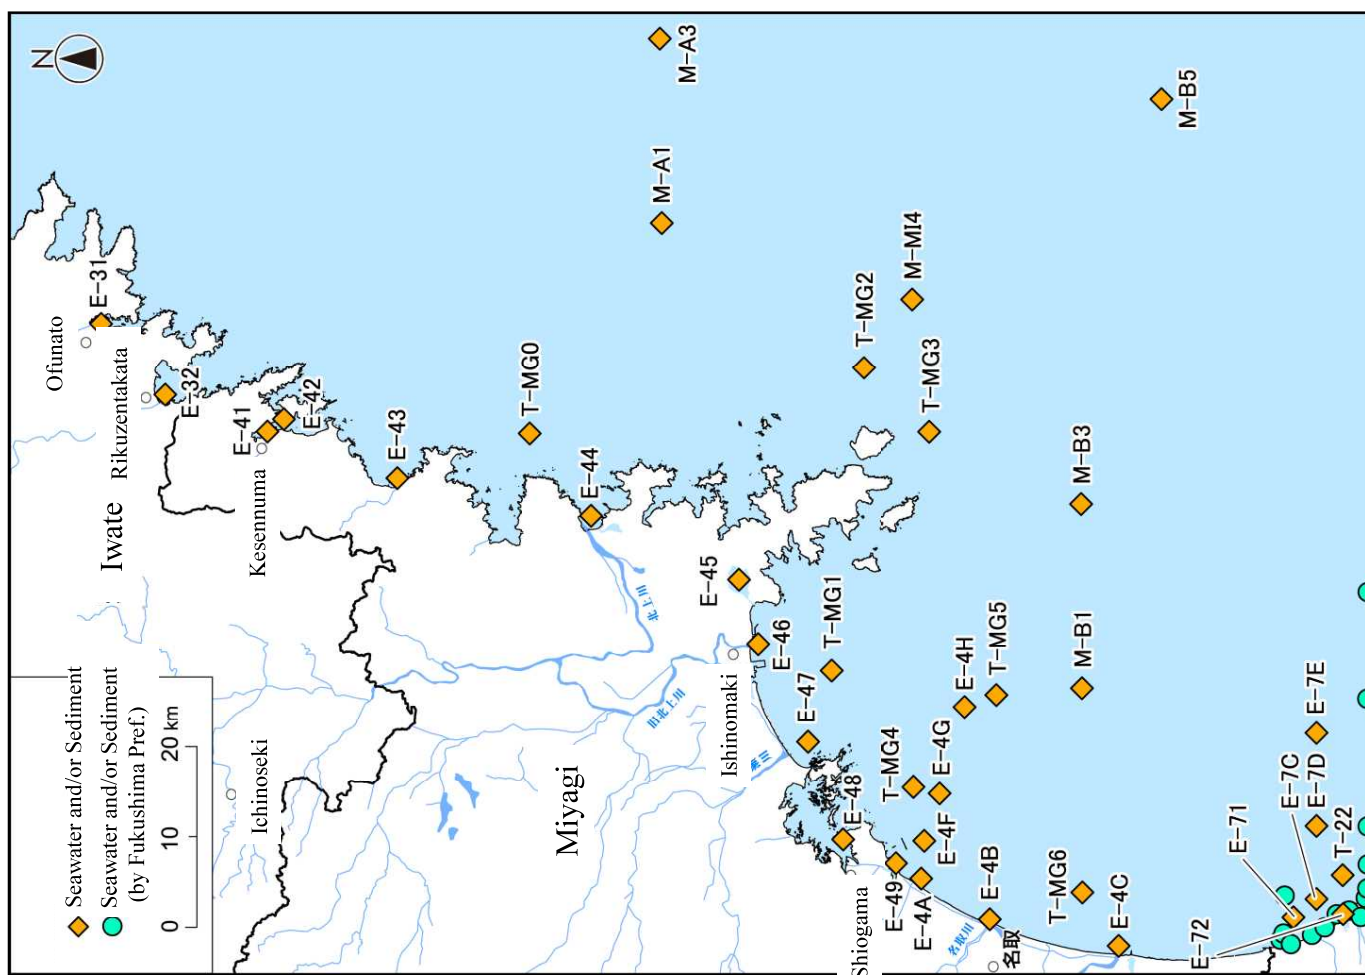 N
Seawater and/or Sediment
Seawater and/or Sediment
(by Fukushima Pref.)
0
10
20 km
Ofunato
E-31
Rikuzentakata
E-32
Iwate
E-41
E-42
Kesennuma
E-43
Ichinoseki
T-MG0
E-44
北上川
E-45
M-A1
M-A3
Miyagi
旧北上川
Ishinomaki
E-46
E-47
T-MG1
T-MG2
T-MG3
M-MI4
M-B5
E-48
Shiogama
E-49
T-MG4
E-4A
E-4F
E-4G
E-4H
T-MG5
E-4B
名取川
名取
T-MG6
E-4C
M-B1
M-B3
E-71
E-72
E-7C
E-7D
E-7E
T-22